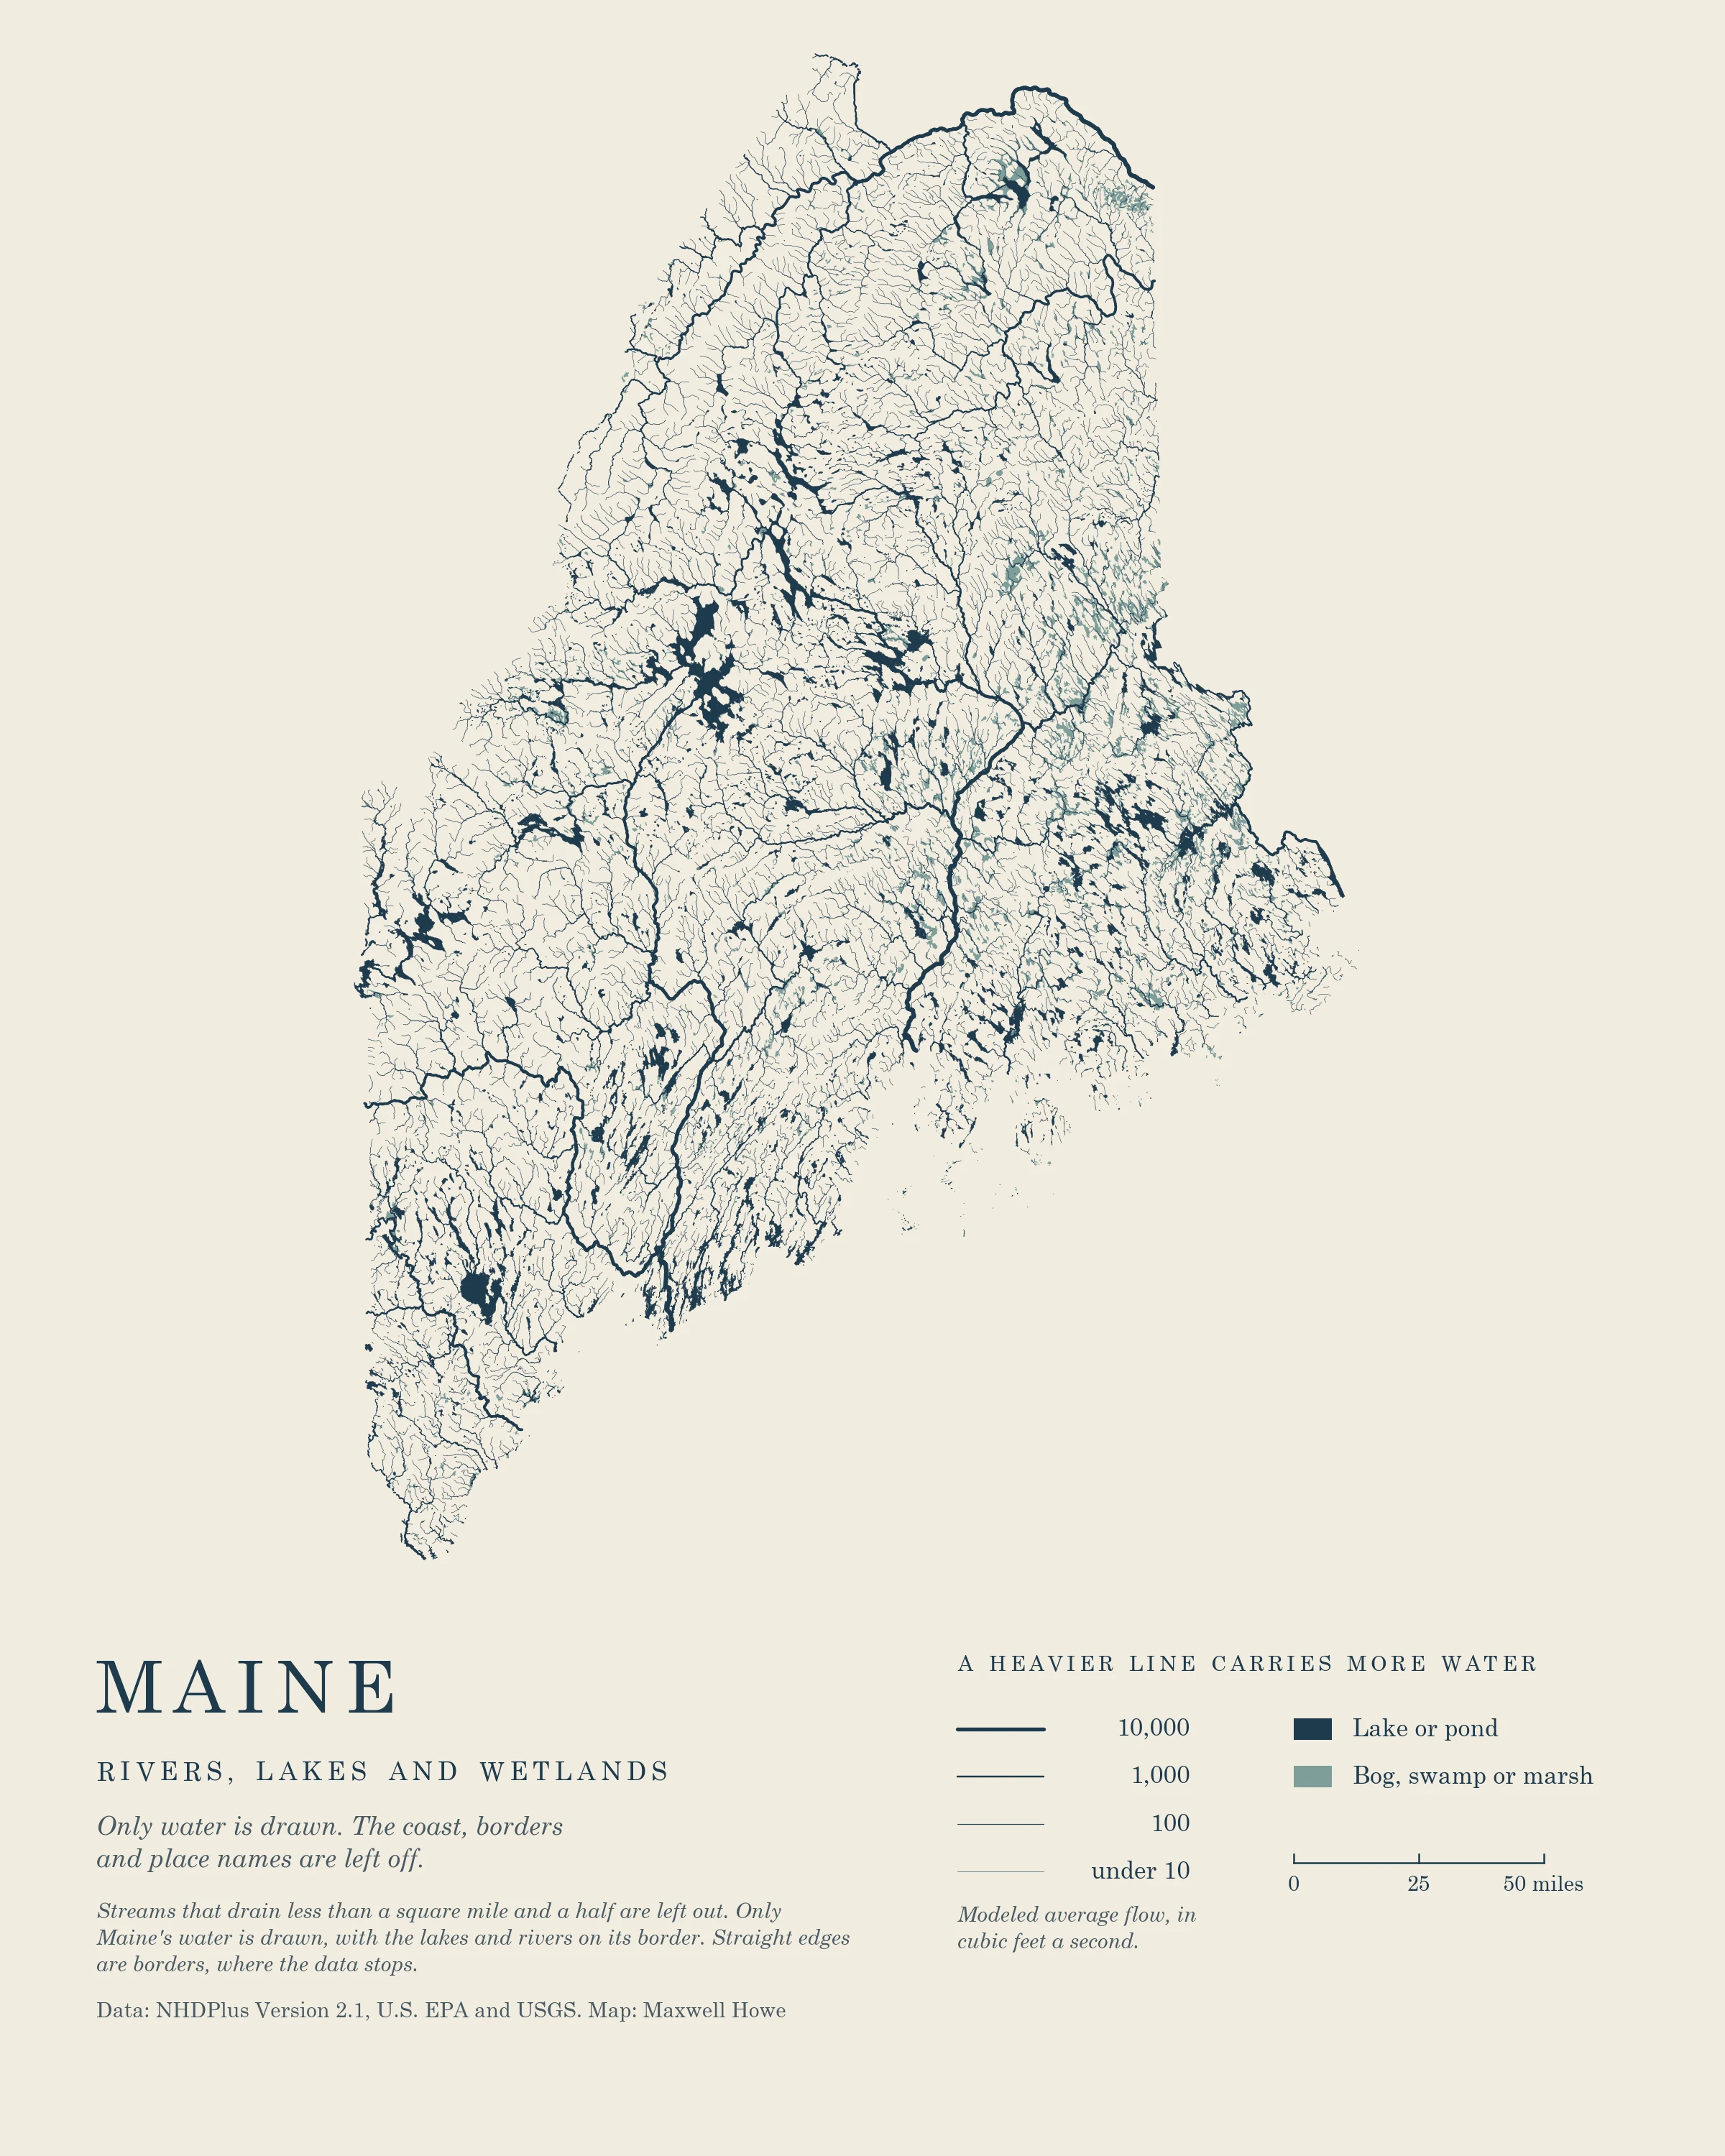 MAINE
RIVERS, LAKES AND WETLANDS
Only water is drawn. The coast, borders
and place names are left off.
Streams that drain less than a square mile and a half are left out. Only
Maine's water is drawn, with the lakes and rivers on its border. Straight edges
are borders, where the data stops.
Data: NHDPlus Version 2.1, U.S. EPA and USGS. Map: Maxwell Howe
A HEAVIER LINE CARRIES MORE WATER
10,000
1,000
100
under 10
Modeled average flow, in
cubic feet a second.
Lake or pond
Bog, swamp or marsh
0 25 50 miles